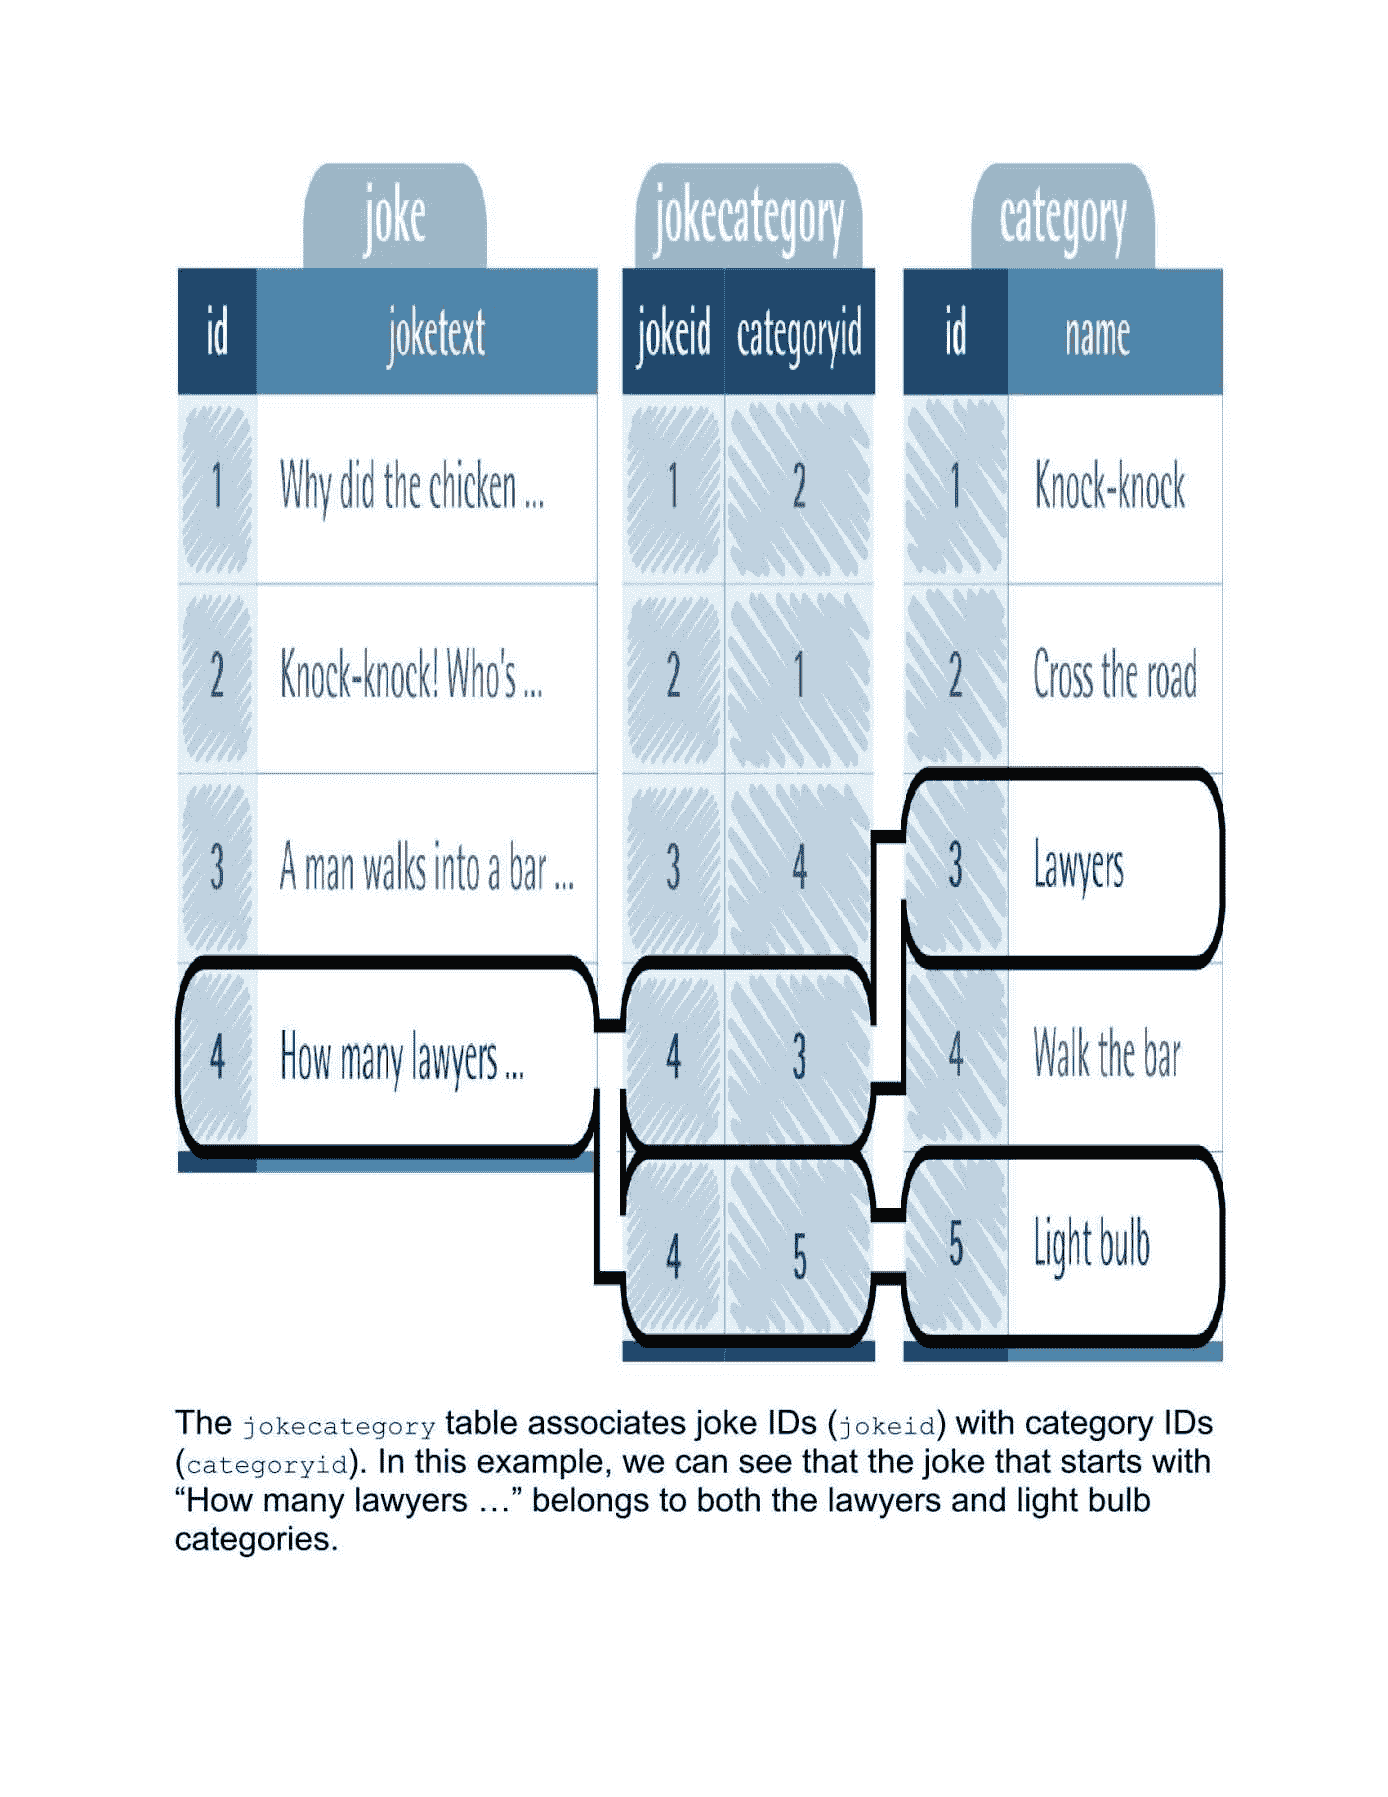 joke jokecategory category
id joketext jokeid categoryid id name
1 Why did the chicken ... 1 2 1 Knock-knock
2 Knock-knock! Who's ... 2 1 2 Cross the road
3 A man walks into a bar ... 3 4 3 Lawyers
4 How many lawyers ... 4 3 4 Walk the bar
4 5 5 Light bulb
The jokecategory table associates joke IDs (jokeid) with category IDs
(categoryid). In this example, we can see that the joke that starts with
“How many lawyers …” belongs to both the lawyers and light bulb
categories.